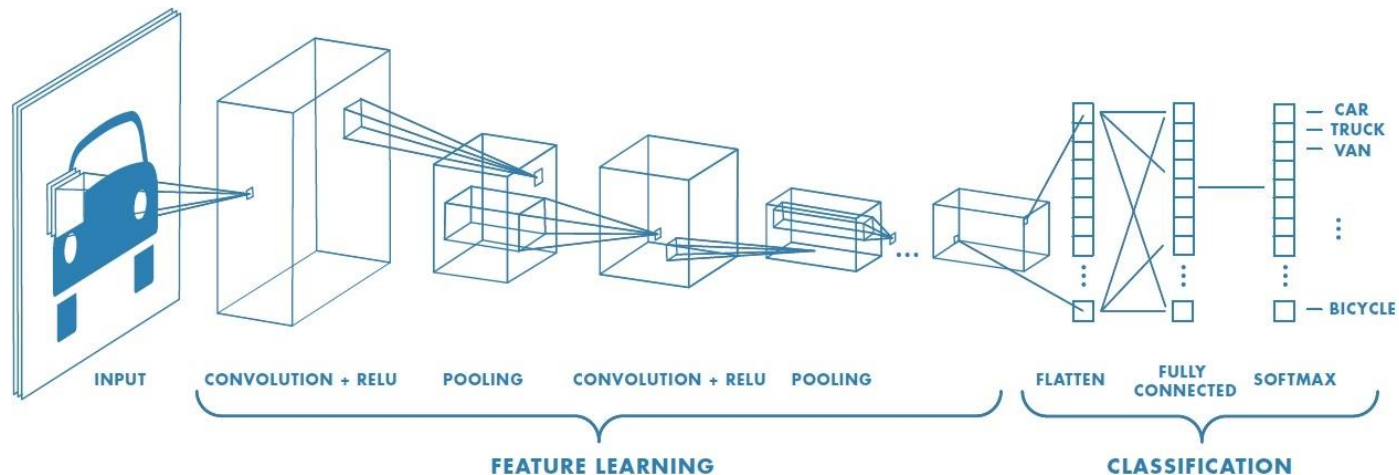 CAR
TRUCK
VAN
BICYCLE
INPUT
CONVOLUTION + RELU
POOLING
CONVOLUTION + RELU
POOLING
FLATTEN
FULLY
CONNECTED
SOFTMAX
FEATURE LEARNING
CLASSIFICATION